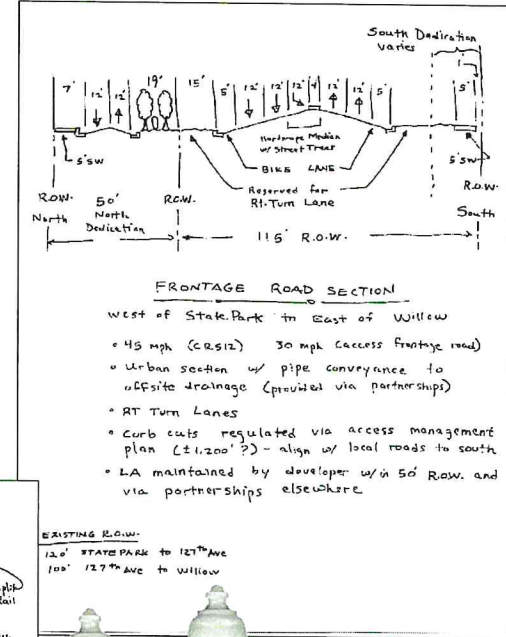 South Dedication
varies
1'
7' 12' 12' 19' 15' 5' 12' 12' 12' 4' 12' 12' 5' 5'
Hardscape Median
w/ Street Trees
5'SW
BIKE LANE
5'SW
Reserved for
Rt. Turn Lane
R.O.W. 50' R.O.W. R.O.W.
North North South
Dedication
115' R.O.W.
FRONTAGE ROAD SECTION
West of State Park to East of Willow
• 45 mph (CR512) 30 mph (access frontage road)
• Urban section w/ pipe conveyance to
offsite drainage (provided via partnerships)
• RT Turn Lanes
• Curb cuts regulated via access management
plan (±1,200' ?) - align w/ local roads to south
• LA maintained by developer w/in 50' R.O.W. and
via partnerships elsewhere
EXISTING R.O.W.
120' STATE PARK to 127th Ave
100' 127th Ave to Willow